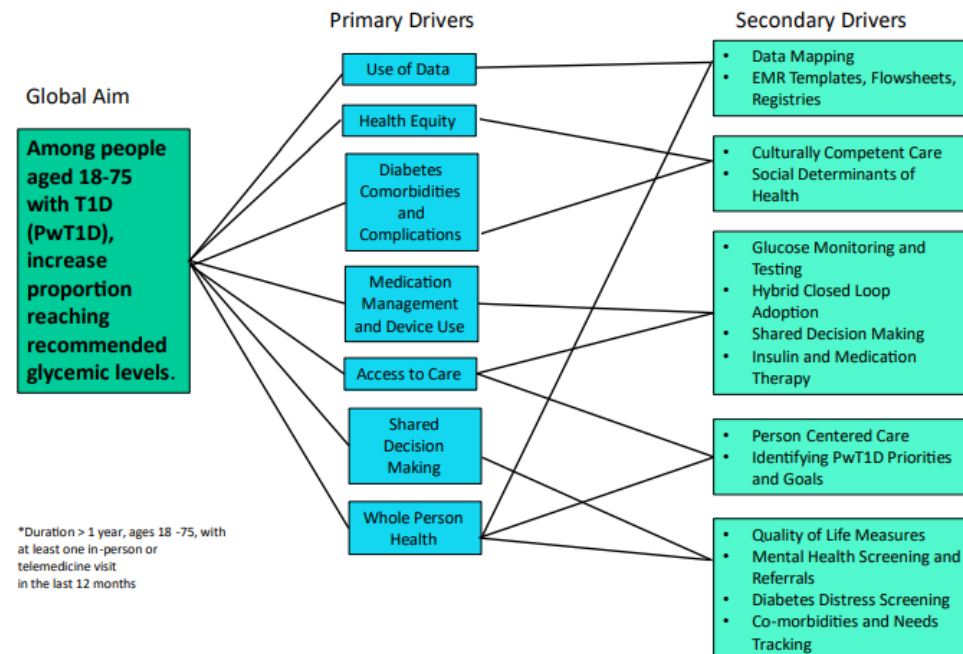 Primary Drivers
Secondary Drivers
Global Aim
Among people
aged 18-75
with T1D
(PwT1D),
increase
proportion
reaching
recommended
glycemic levels.
*Duration > 1 year, ages 18 -75, with
at least one in-person or
telemedicine visit
in the last 12 months
Use of Data
Health Equity
Diabetes
Comorbidities
and
Complications
Medication
Management
and Device Use
Access to Care
Shared
Decision
Making
Whole Person
Health
• Data Mapping
• EMR Templates, Flowsheets,
Registries
• Culturally Competent Care
• Social Determinants of
Health
• Glucose Monitoring and
Testing
• Hybrid Closed Loop
Adoption
• Shared Decision Making
• Insulin and Medication
Therapy
• Person Centered Care
• Identifying PwT1D Priorities
and Goals
• Quality of Life Measures
• Mental Health Screening and
Referrals
• Diabetes Distress Screening
• Co-morbidities and Needs
Tracking